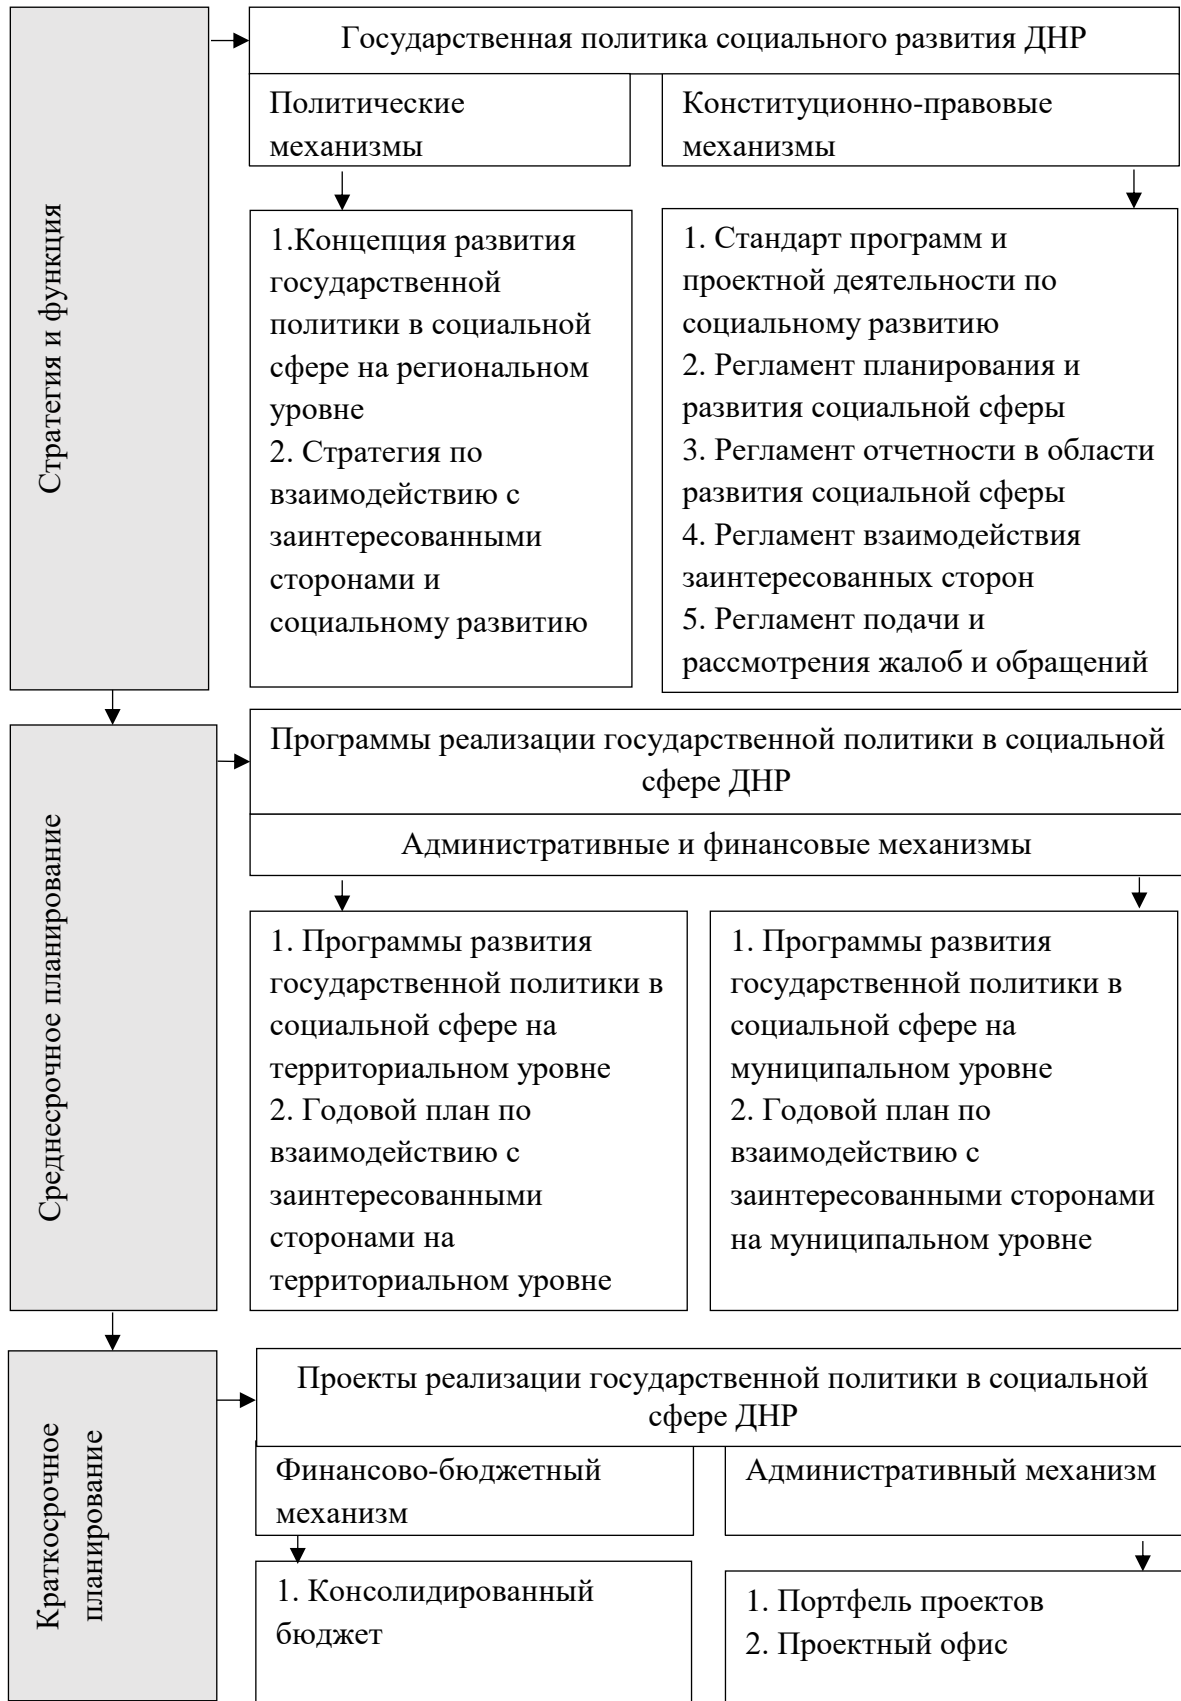 Стратегия и функция
Государственная политика социального развития ДНР
Политические
механизмы
Конституционно-правовые
механизмы
1.Концепция развития
государственной
политики в социальной
сфере на региональном
уровне
2. Стратегия по
взаимодействию с
заинтересованными
сторонами и
социальному развитию
1. Стандарт программ и
проектной деятельности по
социальному развитию
2. Регламент планирования и
развития социальной сферы
3. Регламент отчетности в области
развития социальной сферы
4. Регламент взаимодействия
заинтересованных сторон
5. Регламент подачи и
рассмотрения жалоб и обращений
Среднесрочное планирование
Программы реализации государственной политики в социальной
сфере ДНР
Административные и финансовые механизмы
1. Программы развития
государственной политики в
социальной сфере на
территориальном уровне
2. Годовой план по
взаимодействию с
заинтересованными
сторонами на
территориальном уровне
1. Программы развития
государственной политики в
социальной сфере на
муниципальном уровне
2. Годовой план по
взаимодействию с
заинтересованными сторонами
на муниципальном уровне
Краткосрочное
планирование
Проекты реализации государственной политики в социальной
сфере ДНР
Финансово-бюджетный
механизм
Административный механизм
1. Консолидированный
бюджет
1. Портфель проектов
2. Проектный офис